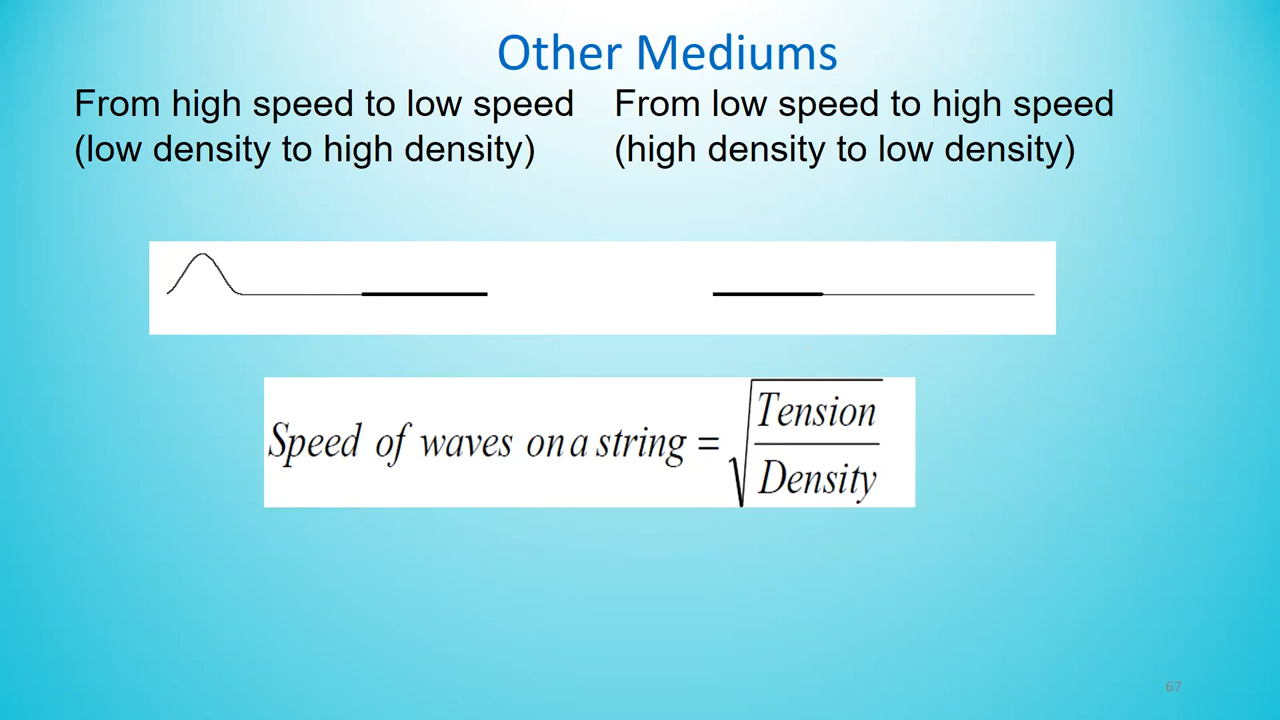 Other Mediums
From high speed to low speed
(low density to high density)
From low speed to high speed
(high density to low density)
Speed of waves on a string = √(Tension / Density)
67